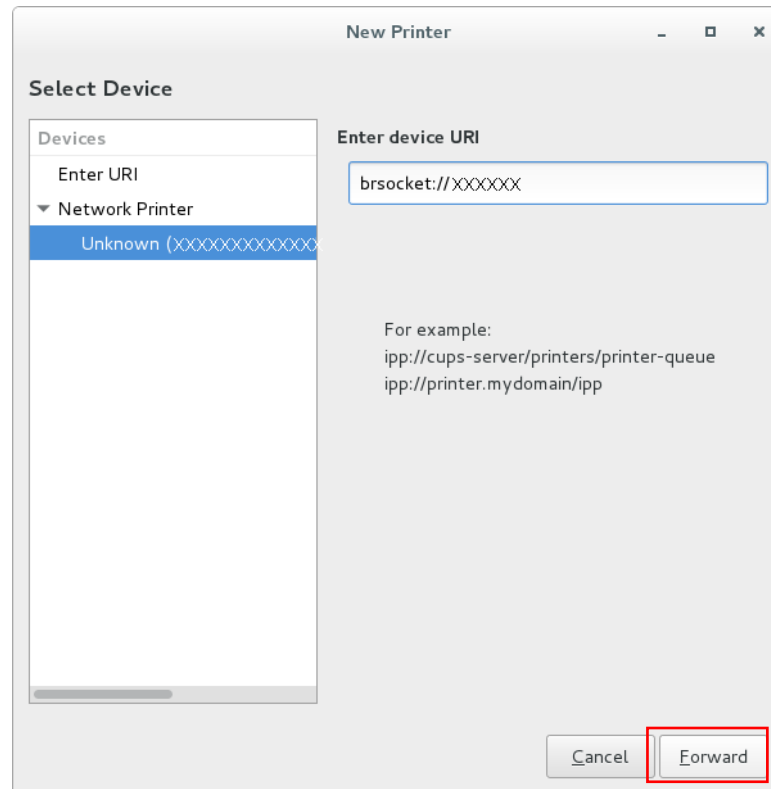 New Printer
Select Device
Devices
Enter URI
Network Printer
Unknown (XXXXXXXXXXXXX
Enter device URI
brsocket://XXXXXX
For example:
ipp://cups-server/printers/printer-queue
ipp://printer.mydomain/ipp
Cancel
Forward